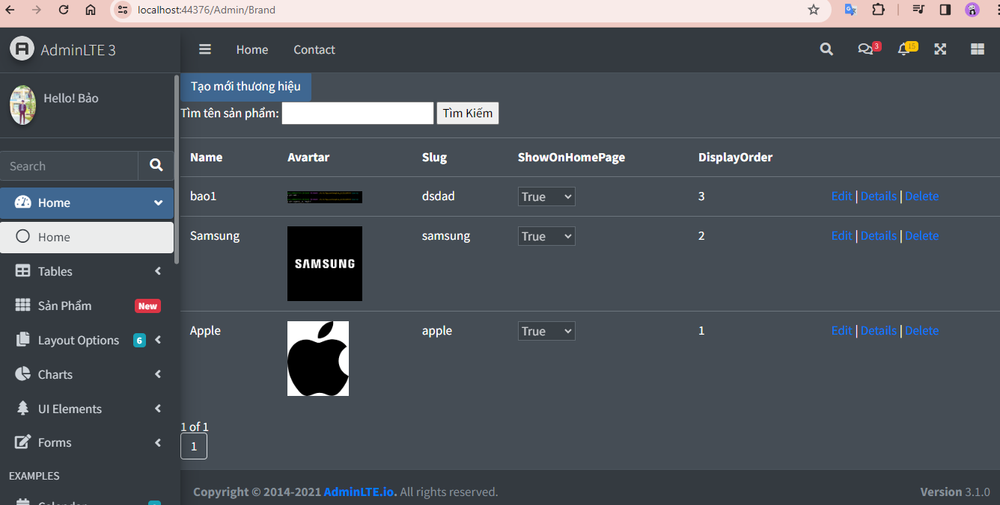 localhost:44376/Admin/Brand
AdminLTE 3
Home
Contact
3
15
Hello! Bảo
Search
Home
Home
Tables
Sản Phẩm New
Layout Options 6
Charts
UI Elements
Forms
EXAMPLES
Calendar
Tạo mới thương hiệu
Tìm tên sản phẩm: Tìm Kiếm
Name Avartar Slug ShowOnHomePage DisplayOrder
bao1 dsdad True 3 Edit | Details | Delete
Samsung SAMSUNG samsung True 2 Edit | Details | Delete
Apple apple True 1 Edit | Details | Delete
1 of 1
1
Copyright © 2014-2021 AdminLTE.io. All rights reserved. Version 3.1.0